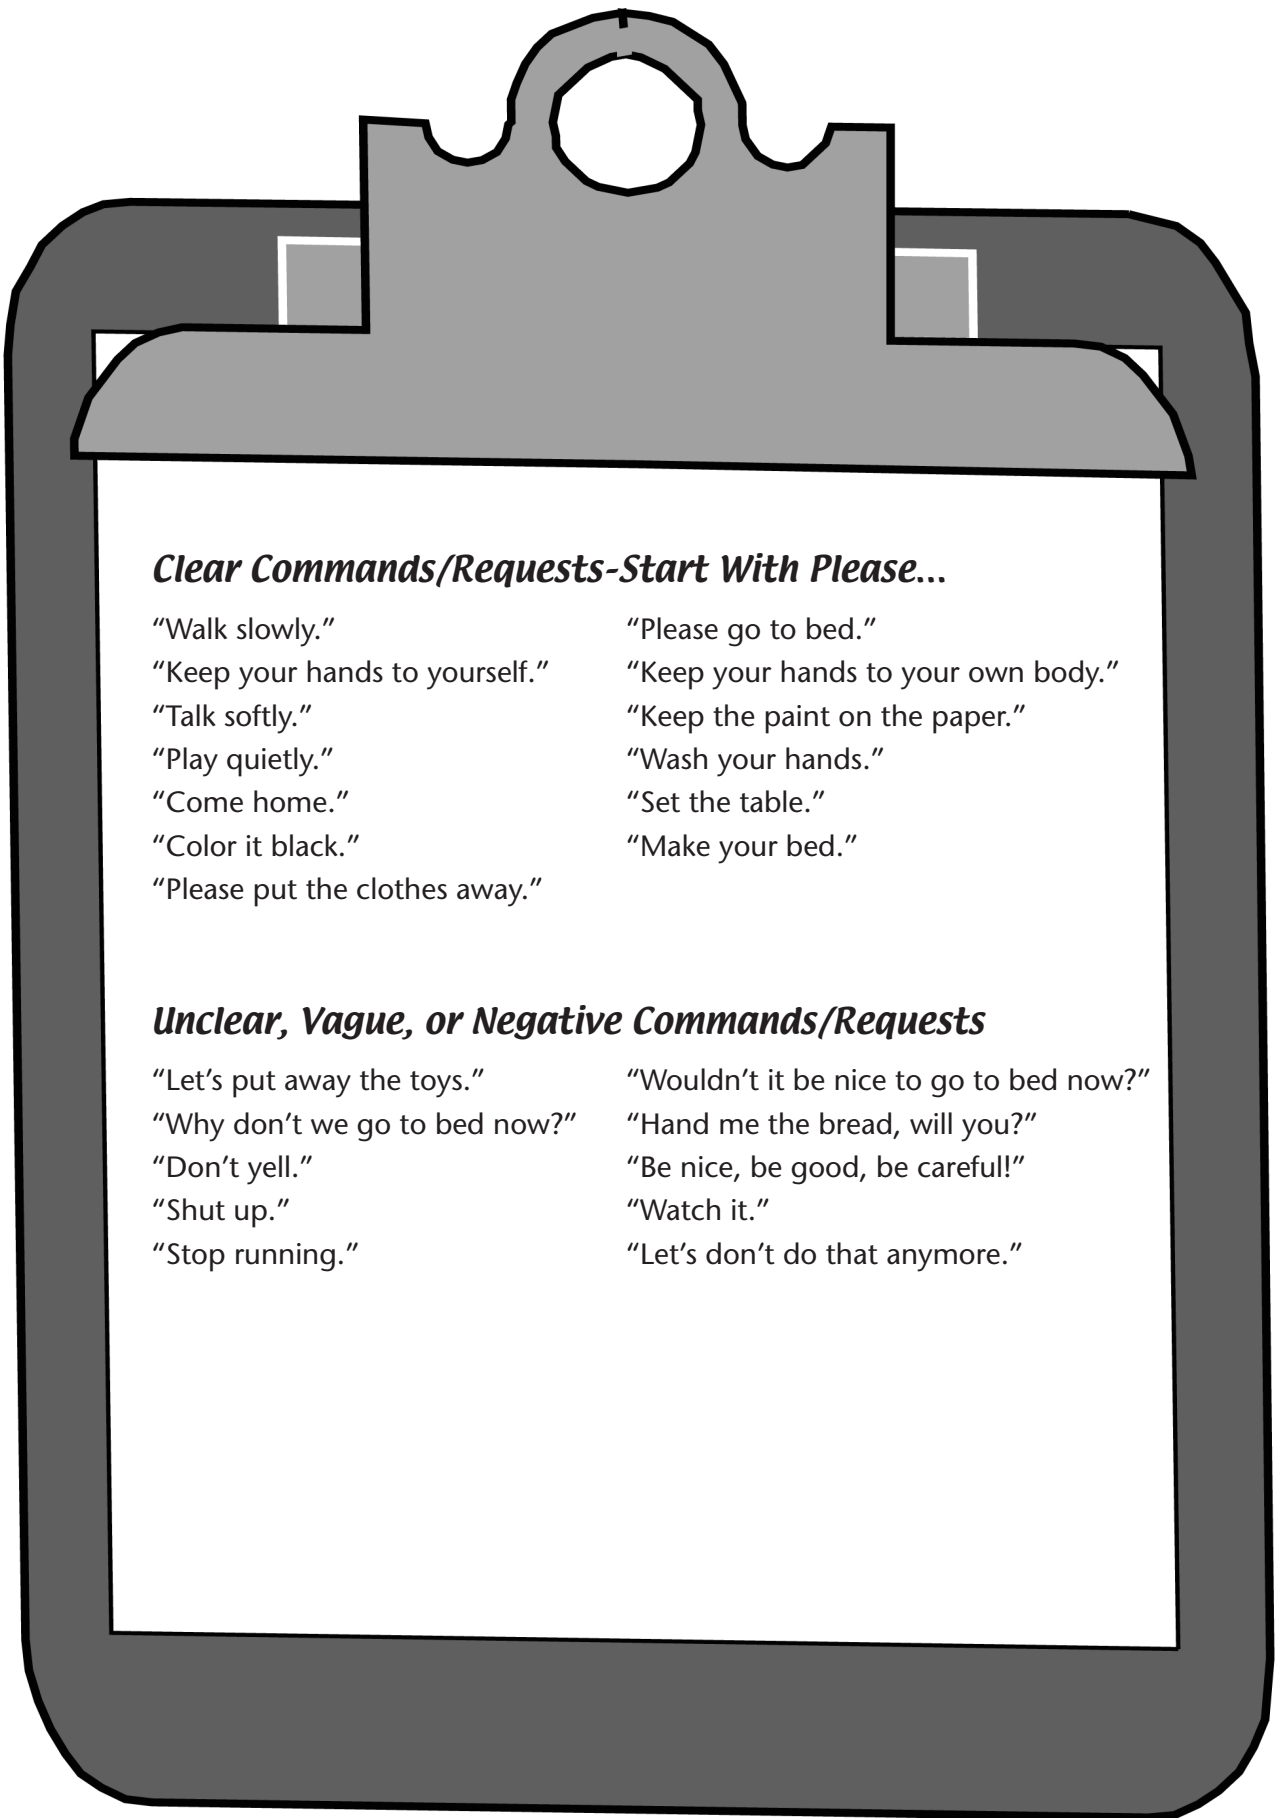 Clear Commands/Requests-Start With Please...
“Walk slowly.”
“Keep your hands to yourself.”
“Talk softly.”
“Play quietly.”
“Come home.”
“Color it black.”
“Please put the clothes away.”
“Please go to bed.”
“Keep your hands to your own body.”
“Keep the paint on the paper.”
“Wash your hands.”
“Set the table.”
“Make your bed.”
Unclear, Vague, or Negative Commands/Requests
“Let’s put away the toys.”
“Why don’t we go to bed now?”
“Don’t yell.”
“Shut up.”
“Stop running.”
“Wouldn’t it be nice to go to bed now?”
“Hand me the bread, will you?”
“Be nice, be good, be careful!”
“Watch it.”
“Let’s don’t do that anymore.”